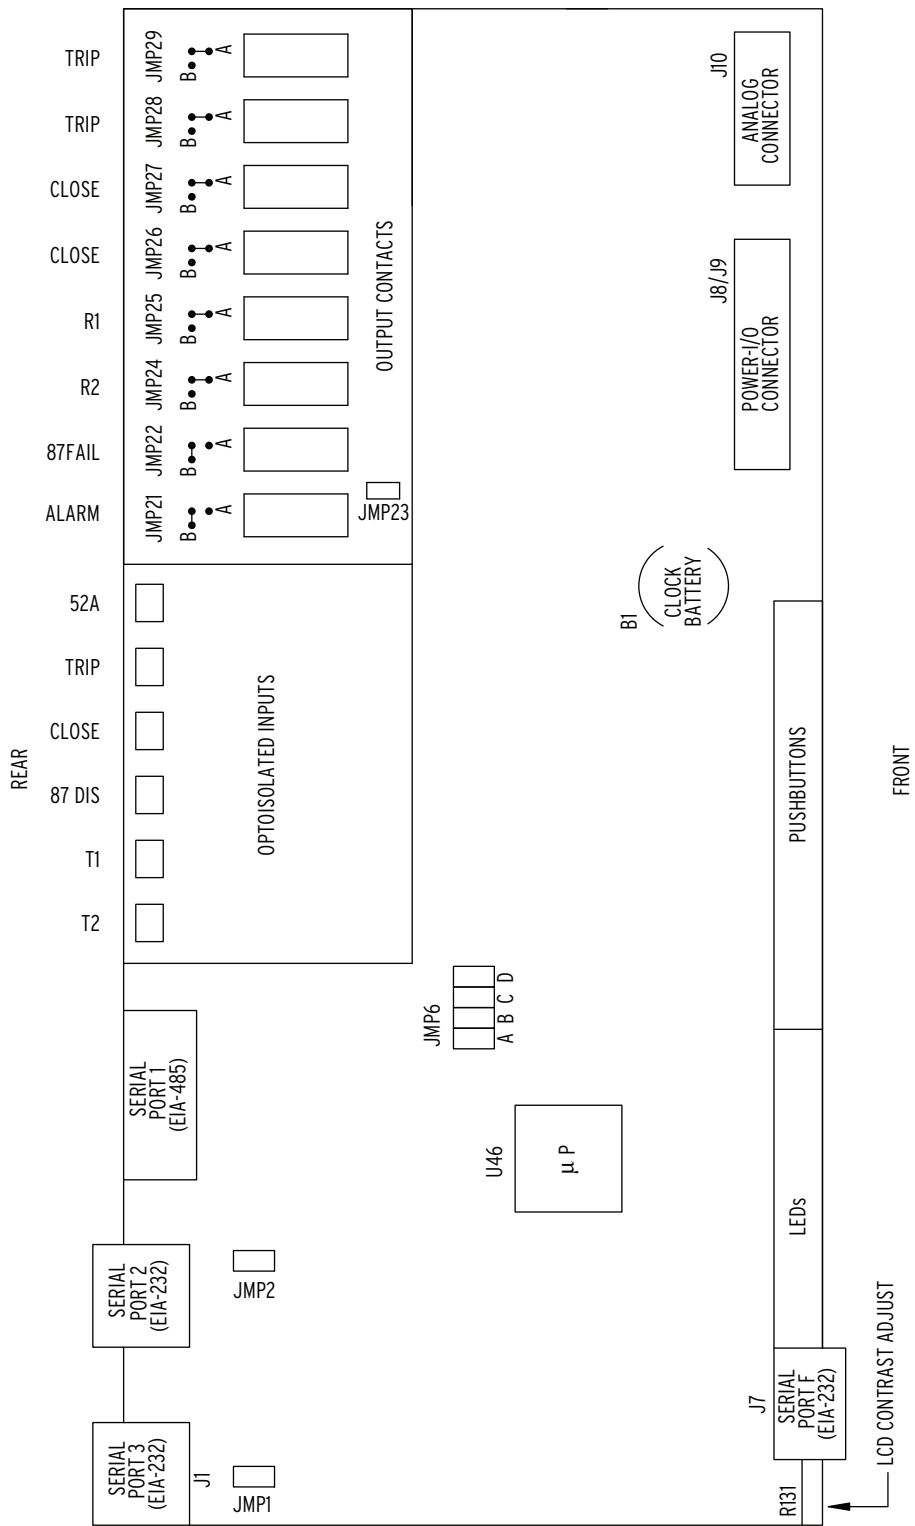 TRIP
JMP29
B
A
TRIP
JMP28
B
A
CLOSE
JMP27
B
A
CLOSE
JMP26
B
A
R1
JMP25
B
A
R2
JMP24
B
A
87FAIL
JMP22
B
A
ALARM
JMP21
B
A
JMP23
OUTPUT CONTACTS
J10
ANALOG
CONNECTOR
J8/J9
POWER-I/O
CONNECTOR
B1
CLOCK
BATTERY
52A
TRIP
CLOSE
87 DIS
T1
T2
OPTOISOLATED INPUTS
REAR
FRONT
PUSHBUTTONS
JMP6
A B C D
SERIAL
PORT 1
(EIA-485)
U46
µ P
LEDs
SERIAL
PORT 2
(EIA-232)
JMP2
SERIAL
PORT 3
(EIA-232)
J1
JMP1
J7
SERIAL
PORT F
(EIA-232)
R131
LCD CONTRAST ADJUST